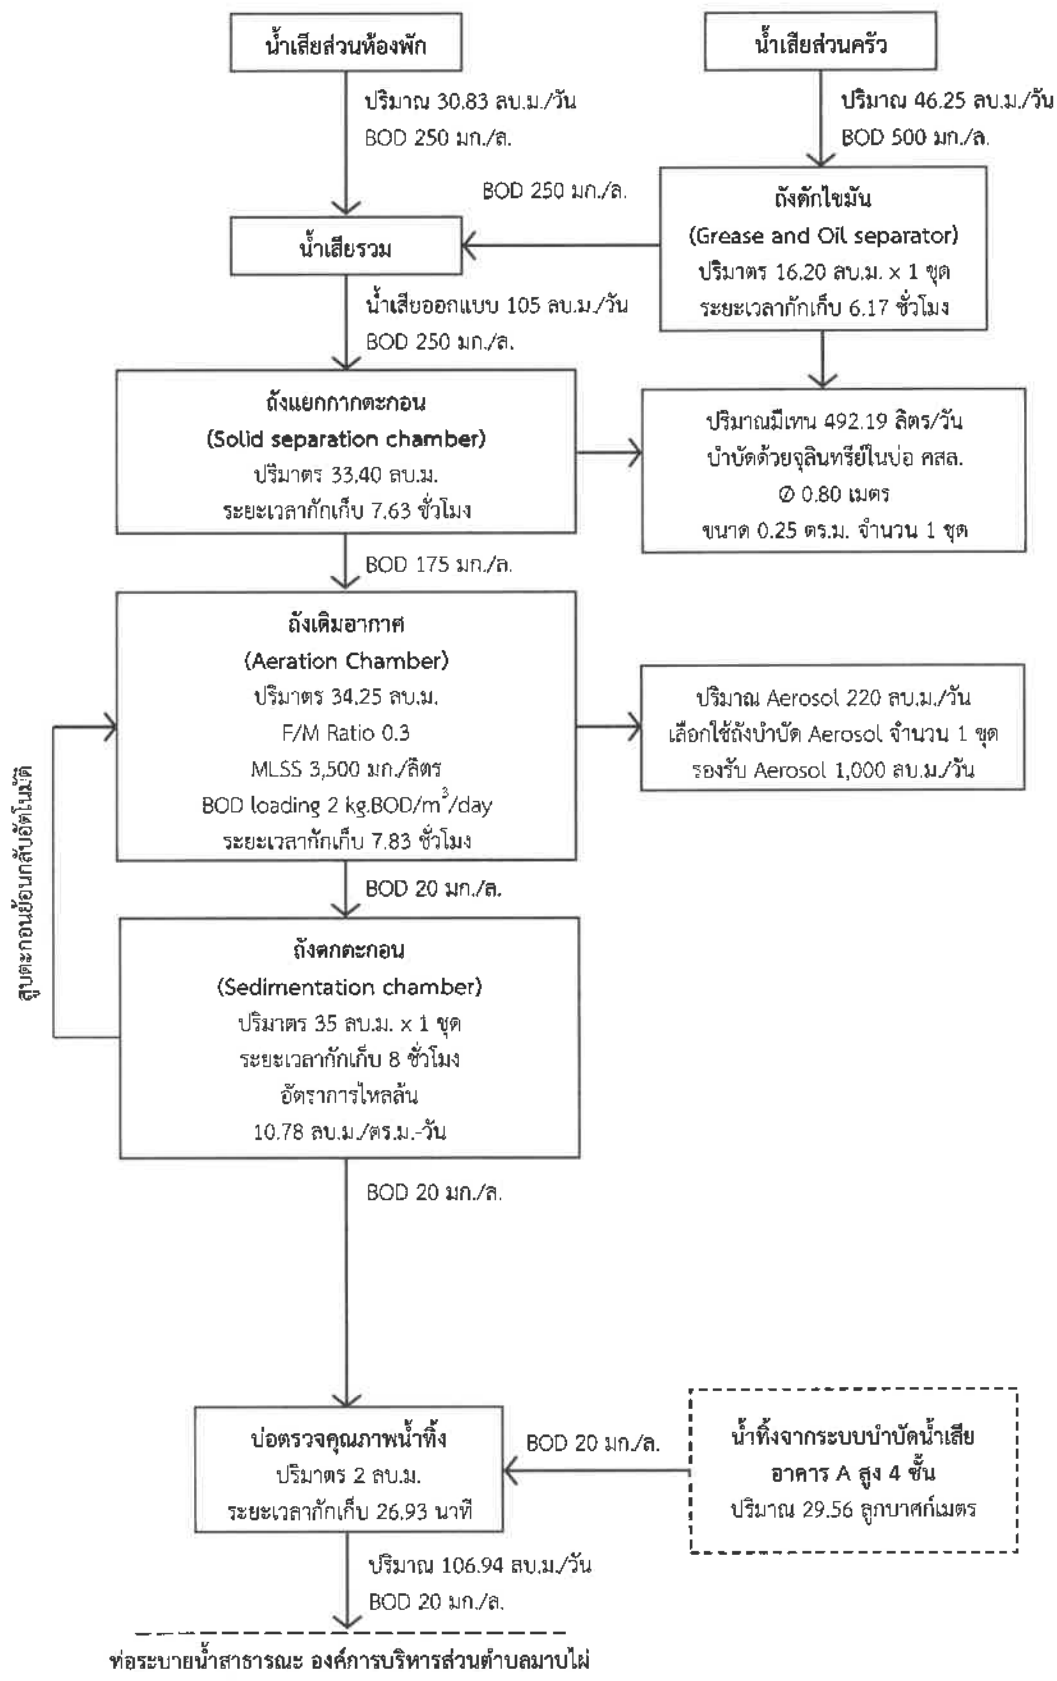 น้ำเสียส่วนห้องพัก
น้ำเสียส่วนครัว
ปริมาณ 30.83 ลบ.ม./วัน
BOD 250 มก./ล.
ปริมาณ 46.25 ลบ.ม./วัน
BOD 500 มก./ล.
BOD 250 มก./ล.
ถังดักไขมัน
(Grease and Oil separator)
ปริมาตร 16.20 ลบ.ม. x 1 ชุด
ระยะเวลากักเก็บ 6.17 ชั่วโมง
น้ำเสียรวม
น้ำเสียออกแบบ 105 ลบ.ม./วัน
BOD 250 มก./ล.
ถังแยกกากตะกอน
(Solid separation chamber)
ปริมาตร 33.40 ลบ.ม.
ระยะเวลากักเก็บ 7.63 ชั่วโมง
ปริมาณมีเทน 492.19 ลิตร/วัน
บำบัดด้วยจุลินทรีย์ในบ่อ คสล.
Ø 0.80 เมตร
ขนาด 0.25 ตร.ม. จำนวน 1 ชุด
BOD 175 มก./ล.
ถังเติมอากาศ
(Aeration Chamber)
ปริมาตร 34.25 ลบ.ม.
F/M Ratio 0.3
MLSS 3,500 มก./ลิตร
BOD loading 2 kg.BOD/m³/day
ระยะเวลากักเก็บ 7.83 ชั่วโมง
ปริมาณ Aerosol 220 ลบ.ม./วัน
เลือกใช้ถังบำบัด Aerosol จำนวน 1 ชุด
รองรับ Aerosol 1,000 ลบ.ม./วัน
สูบตะกอนย้อนกลับอัตโนมัติ
BOD 20 มก./ล.
ถังตกตะกอน
(Sedimentation chamber)
ปริมาตร 35 ลบ.ม. x 1 ชุด
ระยะเวลากักเก็บ 8 ชั่วโมง
อัตราการไหลล้น
10.78 ลบ.ม./ตร.ม.-วัน
BOD 20 มก./ล.
บ่อตรวจคุณภาพน้ำทิ้ง
ปริมาตร 2 ลบ.ม.
ระยะเวลากักเก็บ 26.93 นาที
BOD 20 มก./ล.
น้ำทิ้งจากระบบบำบัดน้ำเสีย
อาคาร A สูง 4 ชั้น
ปริมาณ 29.56 ลูกบาศก์เมตร
ปริมาณ 106.94 ลบ.ม./วัน
BOD 20 มก./ล.
ท่อระบายน้ำสาธารณะ องค์การบริหารส่วนตำบลมาบไผ่